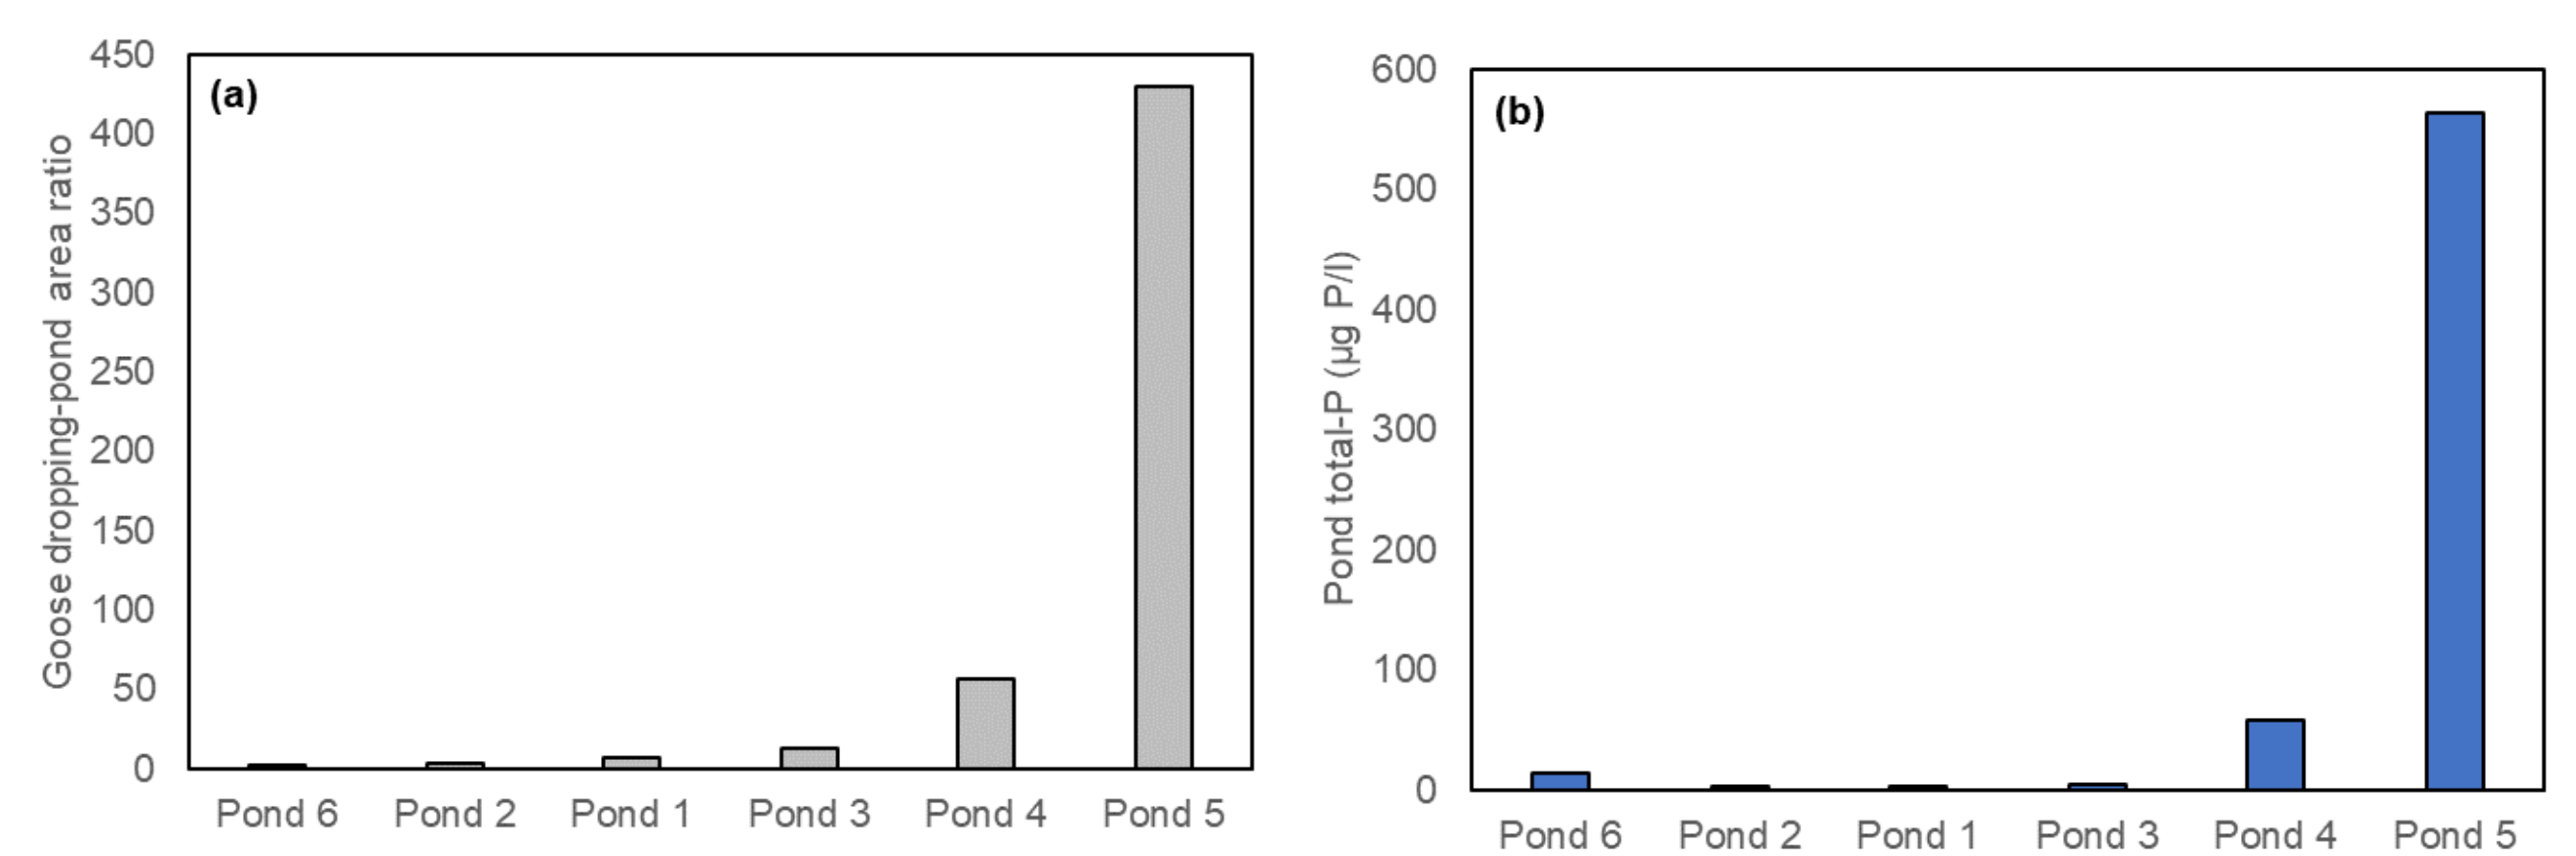 (a)
Goose dropping-pond area ratio
450
400
350
300
250
200
150
100
50
0
Pond 6 Pond 2 Pond 1 Pond 3 Pond 4 Pond 5
(b)
Pond total-P (µg P/l)
600
500
400
300
200
100
0
Pond 6 Pond 2 Pond 1 Pond 3 Pond 4 Pond 5